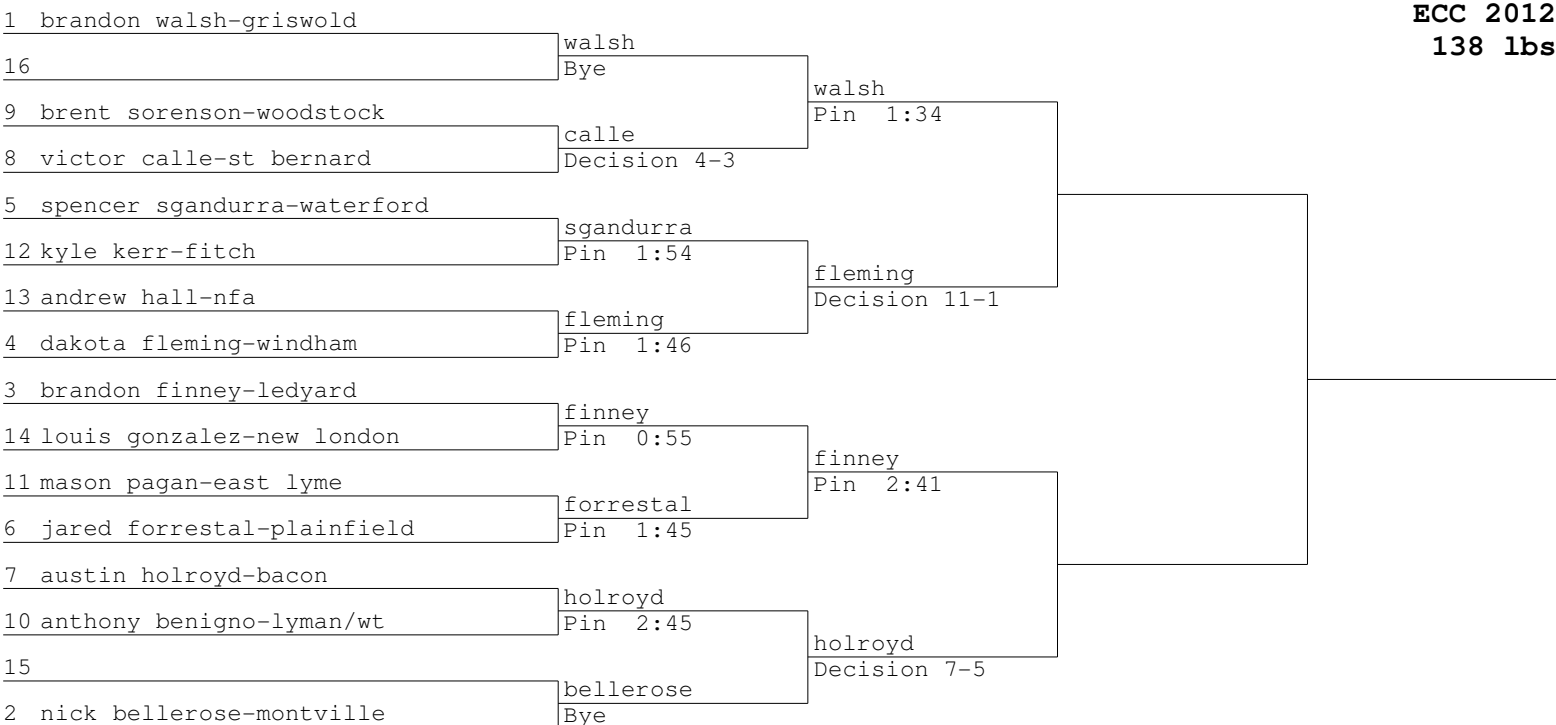 ECC 2012
138 lbs
1 brandon walsh-griswold
16
9 brent sorenson-woodstock
8 victor calle-st bernard
5 spencer sgandurra-waterford
12 kyle kerr-fitch
13 andrew hall-nfa
4 dakota fleming-windham
3 brandon finney-ledyard
14 louis gonzalez-new london
11 mason pagan-east lyme
6 jared forrestal-plainfield
7 austin holroyd-bacon
10 anthony benigno-lyman/wt
15
2 nick bellerose-montville
walsh
Bye
calle
Decision 4-3
sgandurra
Pin 1:54
fleming
Pin 1:46
finney
Pin 0:55
forrestal
Pin 1:45
holroyd
Pin 2:45
bellerose
Bye
walsh
Pin 1:34
fleming
Decision 11-1
finney
Pin 2:41
holroyd
Decision 7-5